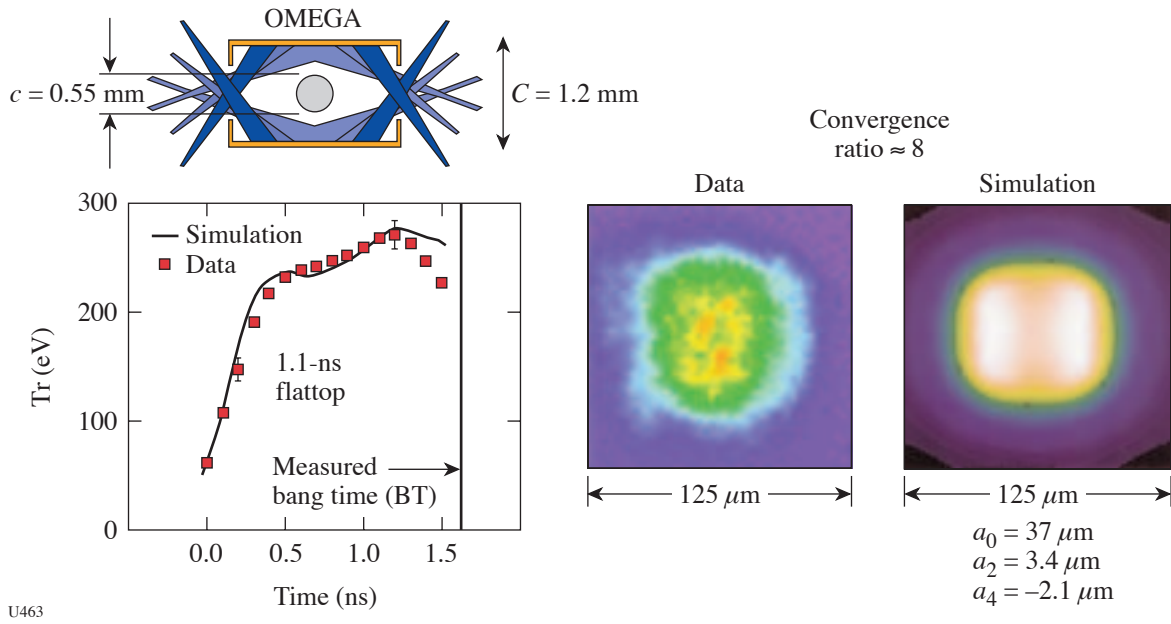 OMEGA
c = 0.55 mm
C = 1.2 mm
Convergence
ratio ≈ 8
Data
Simulation
300
200
100
0
Tr (eV)
Simulation
Data
1.1-ns
flattop
Measured
bang time (BT)
0.0 0.5 1.0 1.5
Time (ns)
125 μm
125 μm
a₀ = 37 μm
a₂ = 3.4 μm
a₄ = –2.1 μm
U463